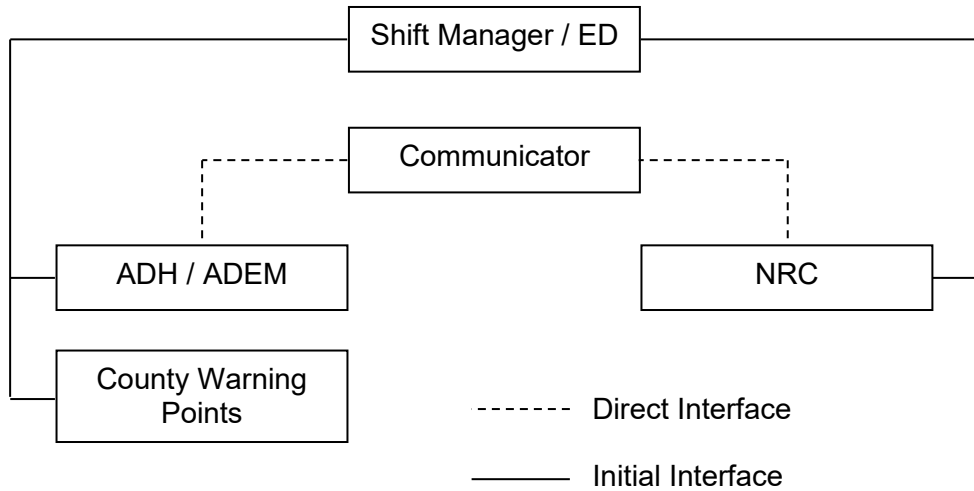 Shift Manager / ED
Communicator
ADH / ADEM
NRC
County Warning
Points
Direct Interface
Initial Interface